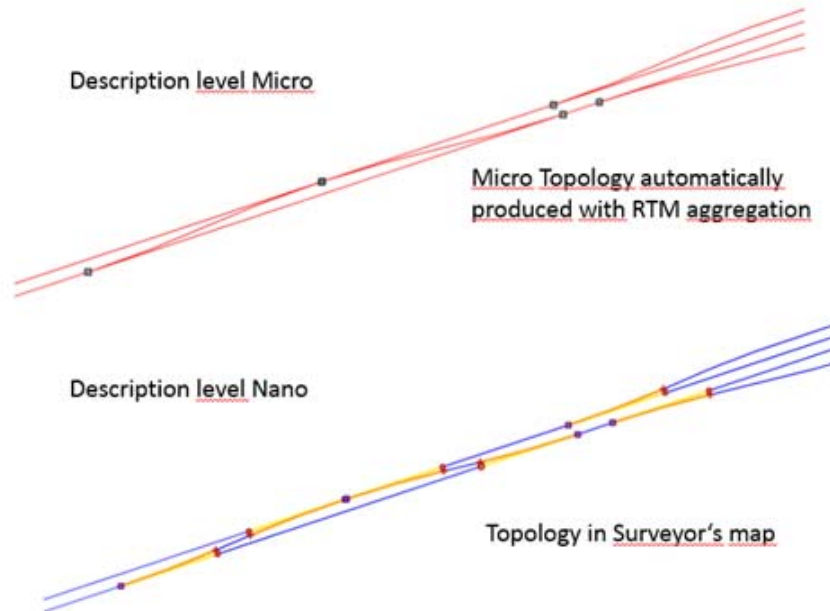 Description level Micro
Micro Topology automatically
produced with RTM aggregation
Description level Nano
Topology in Surveyor‘s map